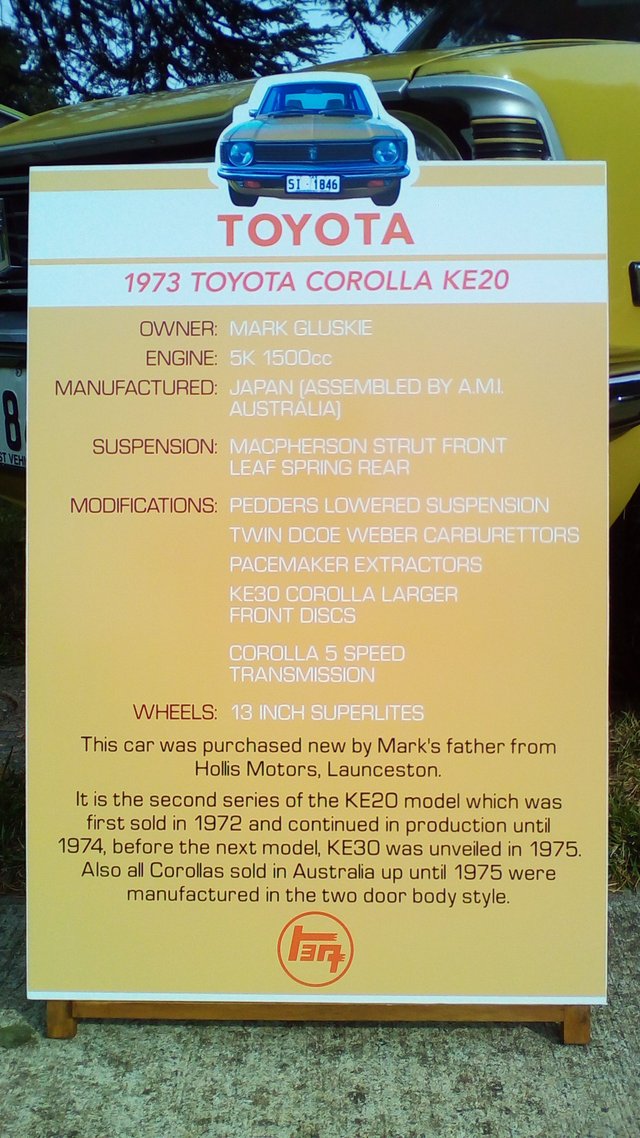 SI·1846
TOYOTA
1973 TOYOTA COROLLA KE20
OWNER: MARK GLUSKIE
ENGINE: 5K 1500cc
MANUFACTURED: JAPAN (ASSEMBLED BY A.M.I.
AUSTRALIA)
SUSPENSION: MACPHERSON STRUT FRONT
LEAF SPRING REAR
MODIFICATIONS: PEDDERS LOWERED SUSPENSION
TWIN DCOE WEBER CARBURETTORS
PACEMAKER EXTRACTORS
KE30 COROLLA LARGER
FRONT DISCS
COROLLA 5 SPEED
TRANSMISSION
WHEELS: 13 INCH SUPERLITES
This car was purchased new by Mark's father from
Hollis Motors, Launceston.
It is the second series of the KE20 model which was
first sold in 1972 and continued in production until
1974, before the next model, KE30 was unveiled in 1975.
Also all Corollas sold in Australia up until 1975 were
manufactured in the two door body style.